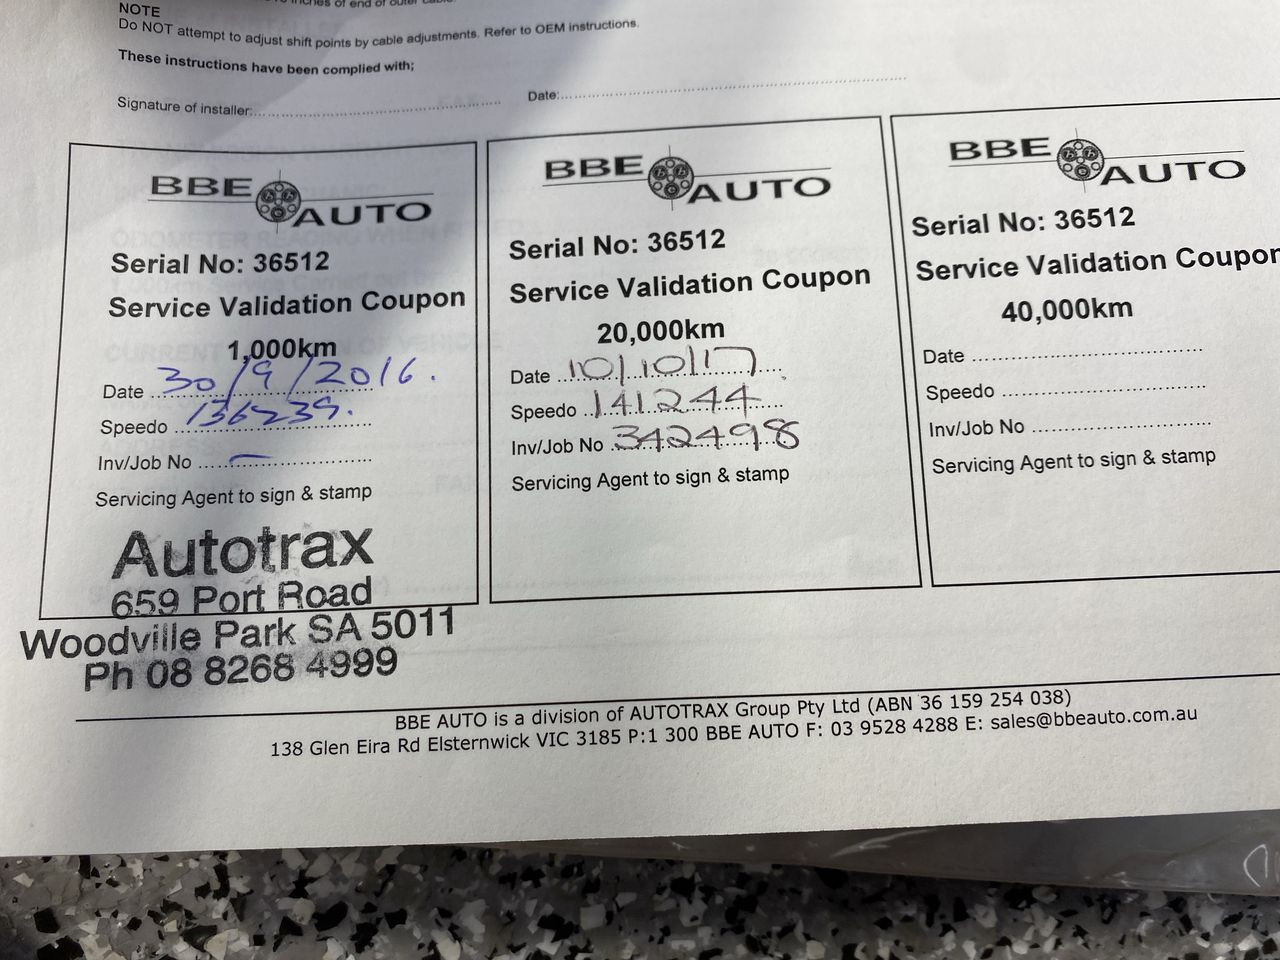 inches of end of outer cable.
NOTE
Do NOT attempt to adjust shift points by cable adjustments. Refer to OEM instructions.
These instructions have been complied with;
Signature of installer:.......................................................... Date:..........................................................................
BBE AUTO
Serial No: 36512
Service Validation Coupon
1,000km
Date 30/9/2016.
Speedo 136239.
Inv/Job No —
Servicing Agent to sign & stamp
Autotrax
659 Port Road
Woodville Park SA 5011
Ph 08 8268 4999
BBE AUTO
Serial No: 36512
Service Validation Coupon
20,000km
Date 10/10/17
Speedo 141244
Inv/Job No 342498
Servicing Agent to sign & stamp
BBE AUTO
Serial No: 36512
Service Validation Coupon
40,000km
Date ..........................................
Speedo .....................................
Inv/Job No .................................
Servicing Agent to sign & stamp
BBE AUTO is a division of AUTOTRAX Group Pty Ltd (ABN 36 159 254 038)
138 Glen Eira Rd Elsternwick VIC 3185 P:1 300 BBE AUTO F: 03 9528 4288 E: sales@bbeauto.com.au